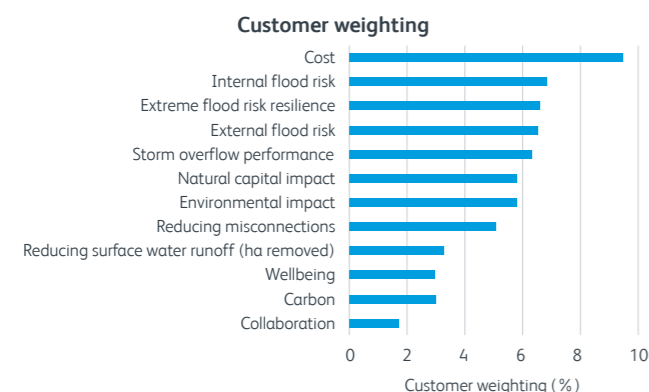 Customer weighting
Cost
Internal flood risk
Extreme flood risk resilience
External flood risk
Storm overflow performance
Natural capital impact
Environmental impact
Reducing misconnections
Reducing surface water runoff (ha removed)
Wellbeing
Carbon
Collaboration
0 2 4 6 8 10
Customer weighting (%)